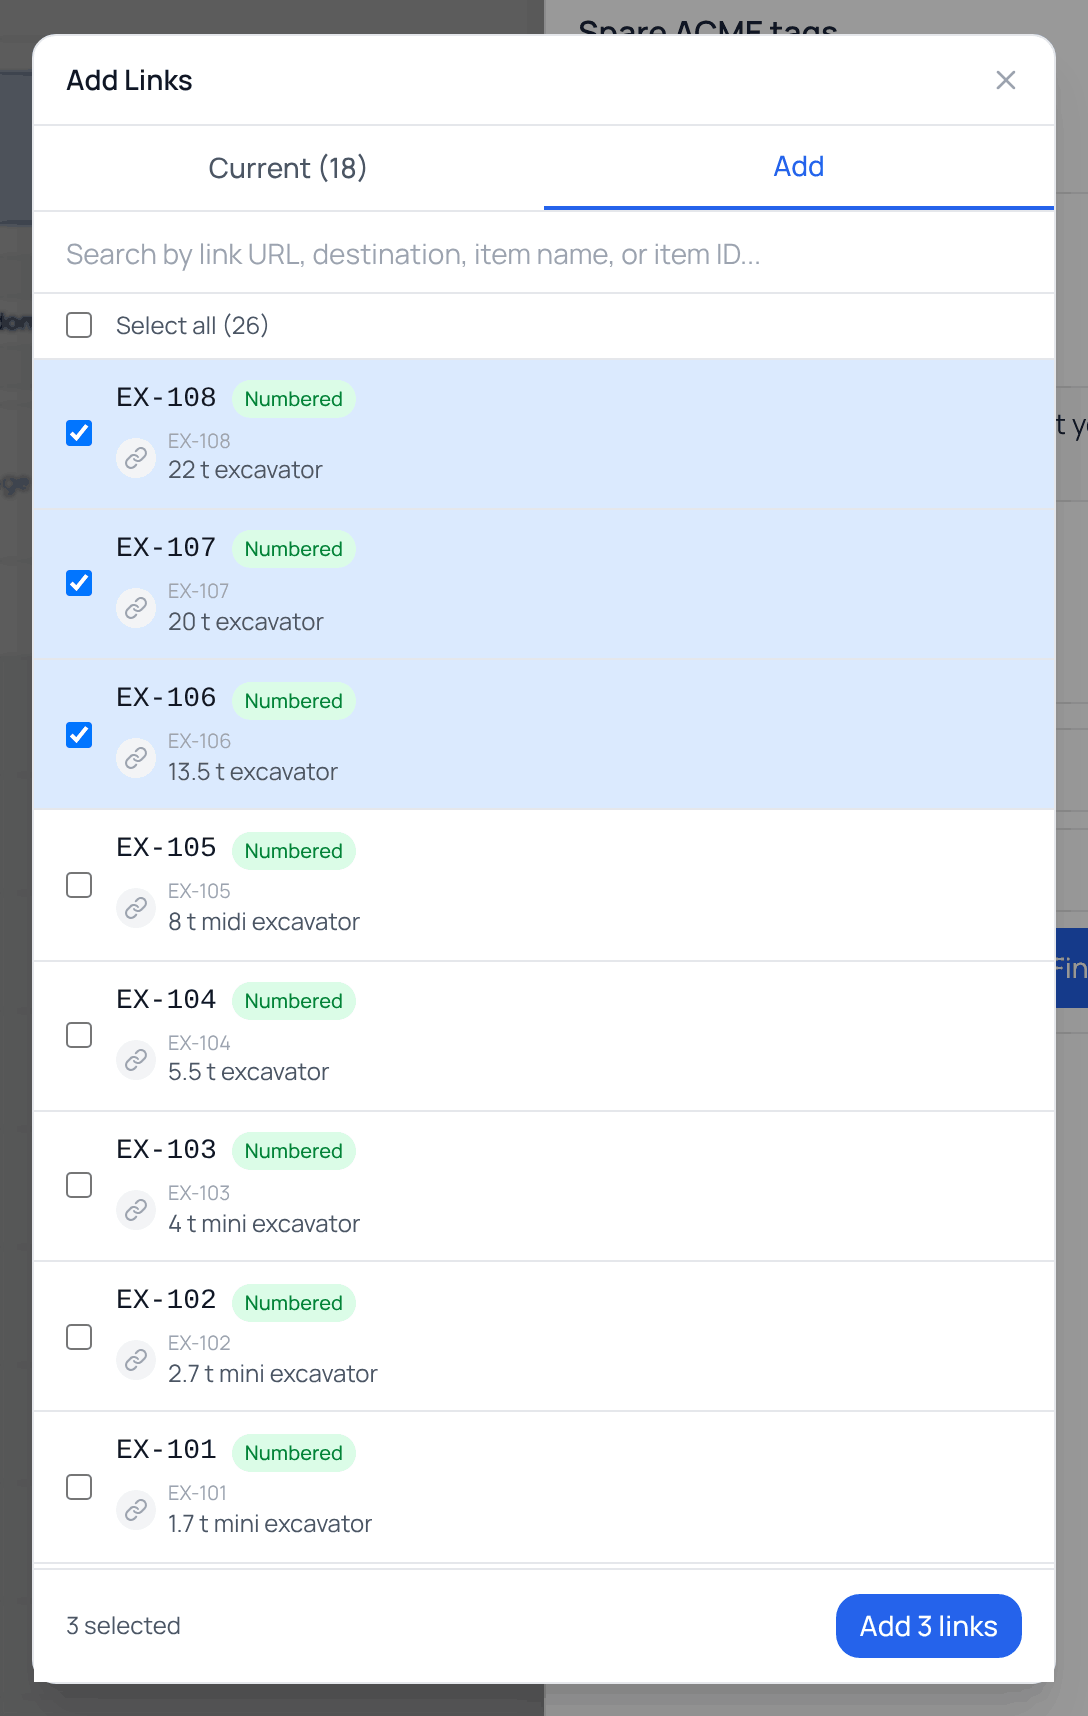 Spare ACME tags
Add Links
Current (18)
Add
Search by link URL, destination, item name, or item ID...
Select all (26)
EX-108 Numbered
EX-108
22 t excavator
EX-107 Numbered
EX-107
20 t excavator
EX-106 Numbered
EX-106
13.5 t excavator
EX-105 Numbered
EX-105
8 t midi excavator
EX-104 Numbered
EX-104
5.5 t excavator
EX-103 Numbered
EX-103
4 t mini excavator
EX-102 Numbered
EX-102
2.7 t mini excavator
EX-101 Numbered
EX-101
1.7 t mini excavator
3 selected
Add 3 links